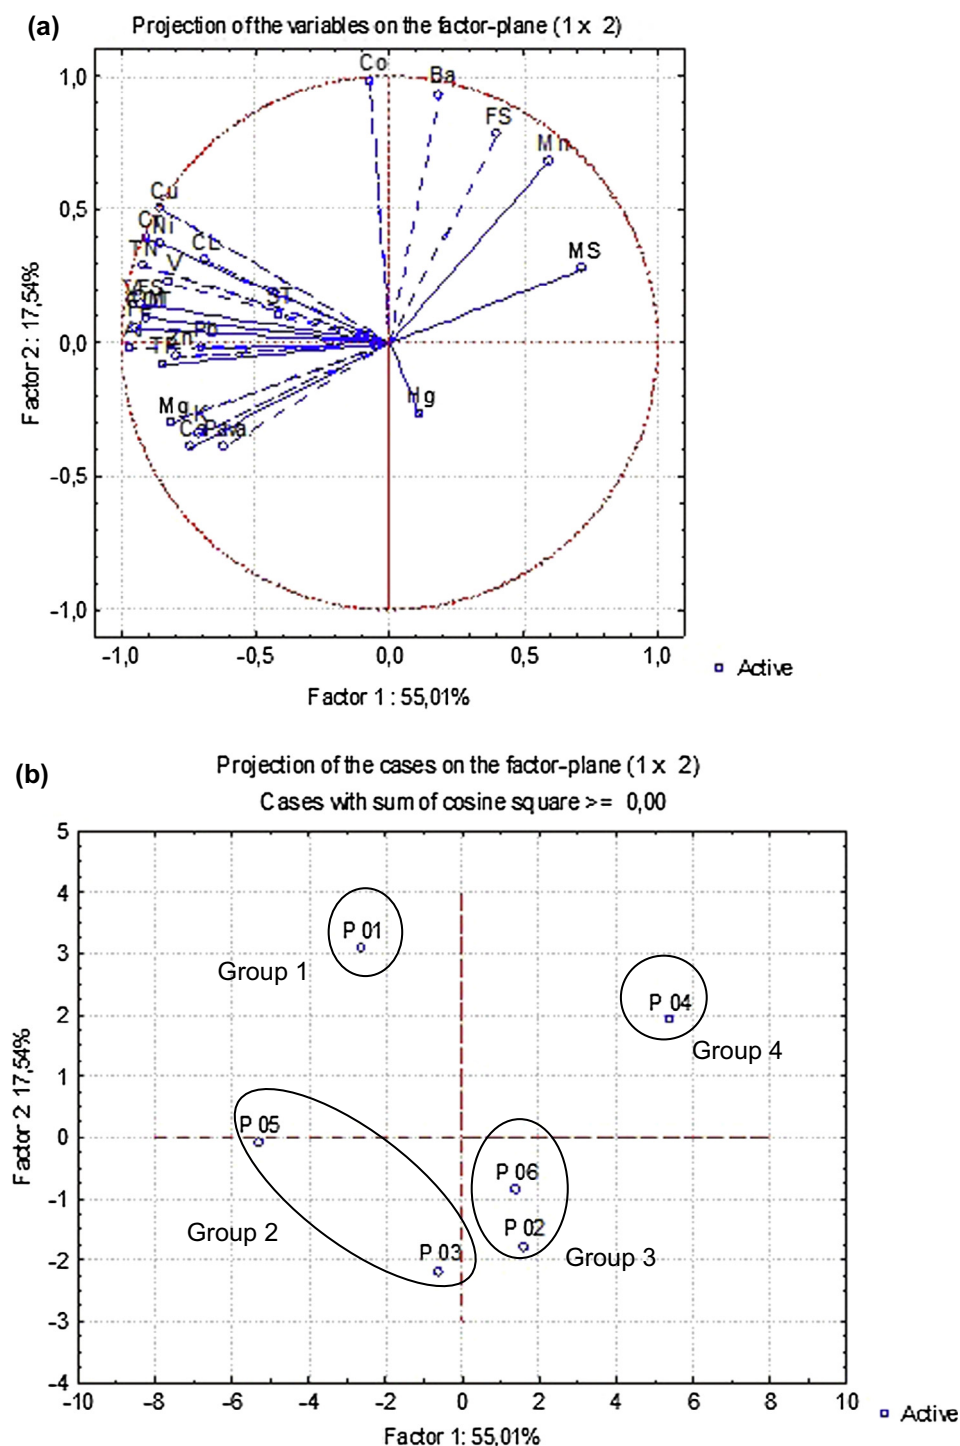 (a)
Projection of the variables on the factor-plane (1 x 2)
Co
Ba
1,0
FS
Mn
Cu
0,5
Ni
CL
MS
TN
V
ST
Pb
0,0
Zn
Hg
Mg
K
-0,5
-1,0
-1,0 -0,5 0,0 0,5 1,0
Factor 2: 17,54%
Factor 1 : 55,01%
Active
(b)
Projection of the cases on the factor-plane (1 x 2)
Cases with sum of cosine square >= 0,00
5
4
P 01
3
Group 1
P 04
2
Group 4
1
P 05
0
P 06
-1
Group 2
P 02
P 03
Group 3
-2
-3
-4
-10 -8 -6 -4 -2 0 2 4 6 8 10
Factor 2 17,54%
Factor 1: 55,01%
Active